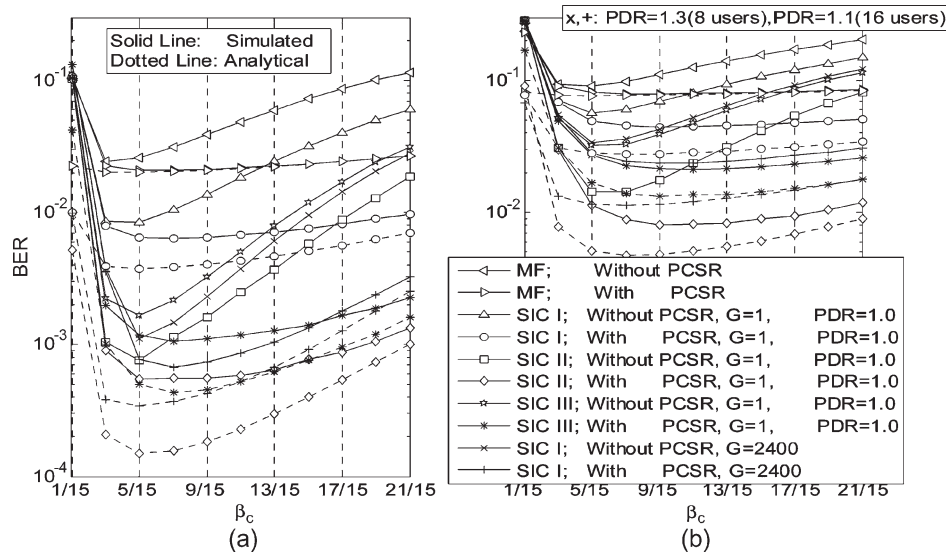 Solid Line: Simulated
Dotted Line: Analytical
BER
10^-1
10^-2
10^-3
10^-4
1/15 5/15 9/15 13/15 17/15 21/15
β_c
(a)
x,+: PDR=1.3(8 users),PDR=1.1(16 users)
10^-1
10^-2
MF; Without PCSR
MF; With PCSR
SIC I; Without PCSR, G=1, PDR=1.0
SIC I; With PCSR, G=1, PDR=1.0
SIC II; Without PCSR, G=1, PDR=1.0
SIC II; With PCSR, G=1, PDR=1.0
SIC III; Without PCSR, G=1, PDR=1.0
SIC III; With PCSR, G=1, PDR=1.0
SIC I; Without PCSR, G=2400
SIC I; With PCSR, G=2400
1/15 5/15 9/15 13/15 17/15 21/15
β_c
(b)